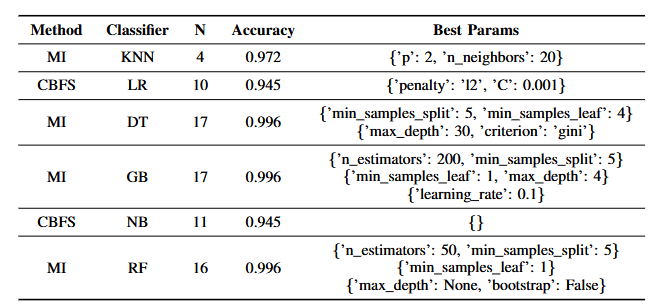 Method Classifier N Accuracy Best Params
MI KNN 4 0.972 {'p': 2, 'n_neighbors': 20}
CBFS LR 10 0.945 {'penalty': 'l2', 'C': 0.001}
MI DT 17 0.996 {'min_samples_split': 5, 'min_samples_leaf': 4}
{'max_depth': 30, 'criterion': 'gini'}
MI GB 17 0.996 {'n_estimators': 200, 'min_samples_split': 5}
{'min_samples_leaf': 1, 'max_depth': 4}
{'learning_rate': 0.1}
CBFS NB 11 0.945 {}
MI RF 16 0.996 {'n_estimators': 50, 'min_samples_split': 5}
{'min_samples_leaf': 1}
{'max_depth': None, 'bootstrap': False}